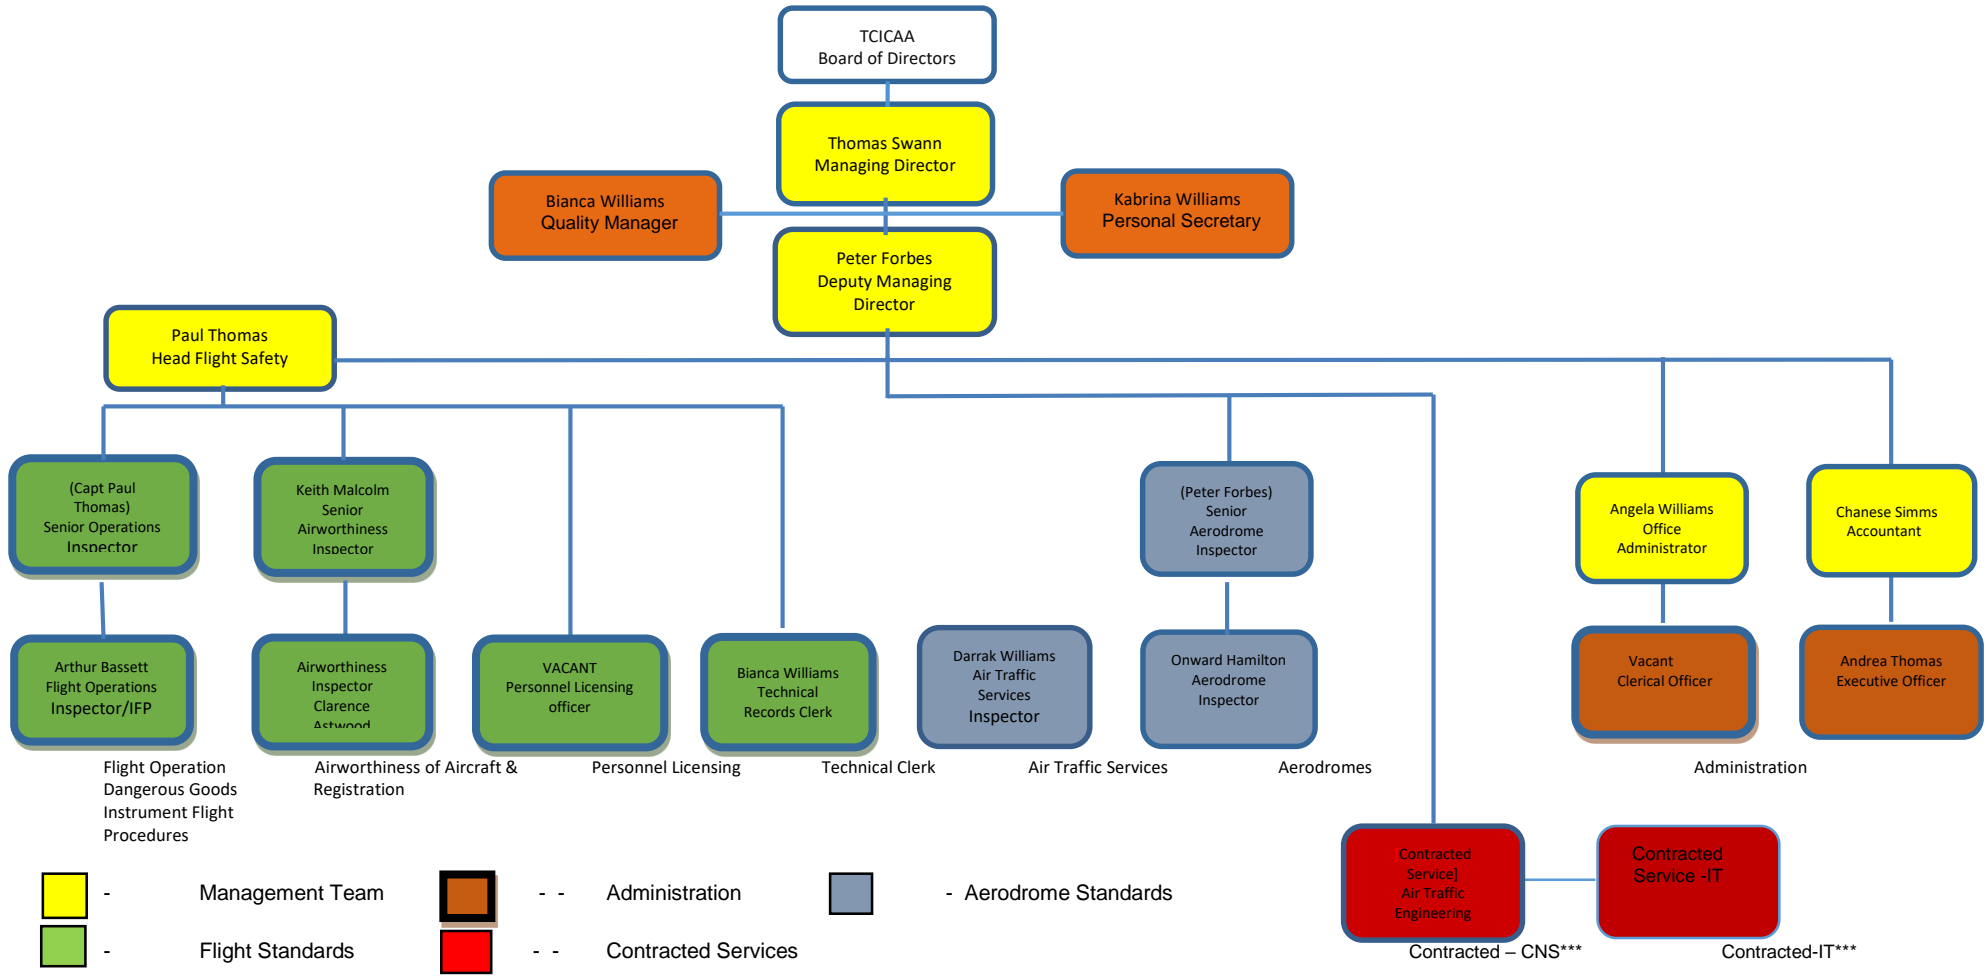 TCICAA
Board of Directors
Thomas Swann
Managing Director
Bianca Williams
Quality Manager
Kabrina Williams
Personal Secretary
Peter Forbes
Deputy Managing
Director
Paul Thomas
Head Flight Safety
(Capt Paul
Thomas)
Senior Operations
Inspector
Keith Malcolm
Senior
Airworthiness
Inspector
(Peter Forbes)
Senior
Aerodrome
Inspector
Angela Williams
Office
Administrator
Chanese Simms
Accountant
Arthur Bassett
Flight Operations
Inspector/IFP
Airworthiness
Inspector
Clarence
Astwood
VACANT
Personnel Licensing
officer
Bianca Williams
Technical
Records Clerk
Darrak Williams
Air Traffic
Services
Inspector
Onward Hamilton
Aerodrome
Inspector
Vacant
Clerical Officer
Andrea Thomas
Executive Officer
Flight Operation
Dangerous Goods
Instrument Flight
Procedures
Airworthiness of Aircraft &
Registration
Personnel Licensing
Technical Clerk
Air Traffic Services
Aerodromes
Administration
Contracted
Service]
Air Traffic
Engineering
Contracted
Service -IT
Contracted – CNS***
Contracted-IT***
- Management Team
- - Administration
- Aerodrome Standards
- Flight Standards
- - Contracted Services